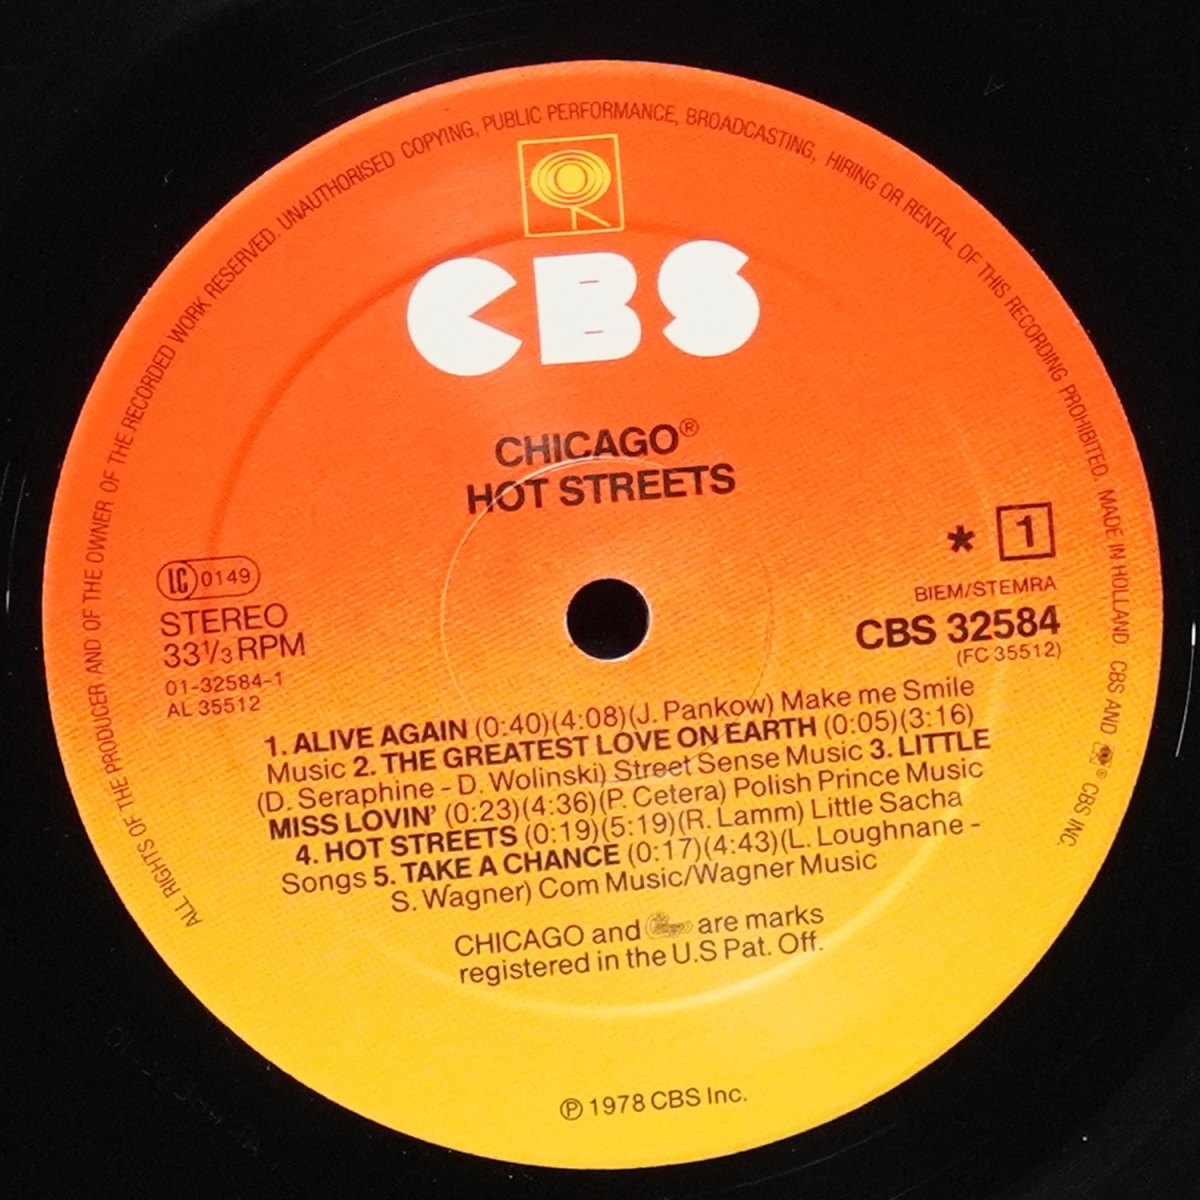 ALL RIGHTS OF THE PRODUCER AND OF THE OWNER OF THE RECORDED WORK RESERVED. UNAUTHORISED COPYING, PUBLIC PERFORMANCE, BROADCASTING, HIRING OR RENTAL OF THIS RECORDING PROHIBITED. MADE IN HOLLAND. CBS AND ® CBS INC.
CBS
CHICAGO®
HOT STREETS
* 1
LC 0149
STEREO
33⅓ RPM
01-32584-1
AL 35512
BIEM/STEMRA
CBS 32584
(FC 35512)
1. ALIVE AGAIN (0:40)(4:08)(J. Pankow) Make me Smile
Music 2. THE GREATEST LOVE ON EARTH (0:05)(3:16)
(D. Seraphine - D. Wolinski) Street Sense Music 3. LITTLE
MISS LOVIN' (0:23)(4:36)(P. Cetera) Polish Prince Music
4. HOT STREETS (0:19)(5:19)(R. Lamm) Little Sacha
Songs 5. TAKE A CHANCE (0:17)(4:43)(L. Loughnane -
S. Wagner) Com Music/Wagner Music
CHICAGO and Chicago are marks
registered in the U.S Pat. Off.
℗ 1978 CBS Inc.